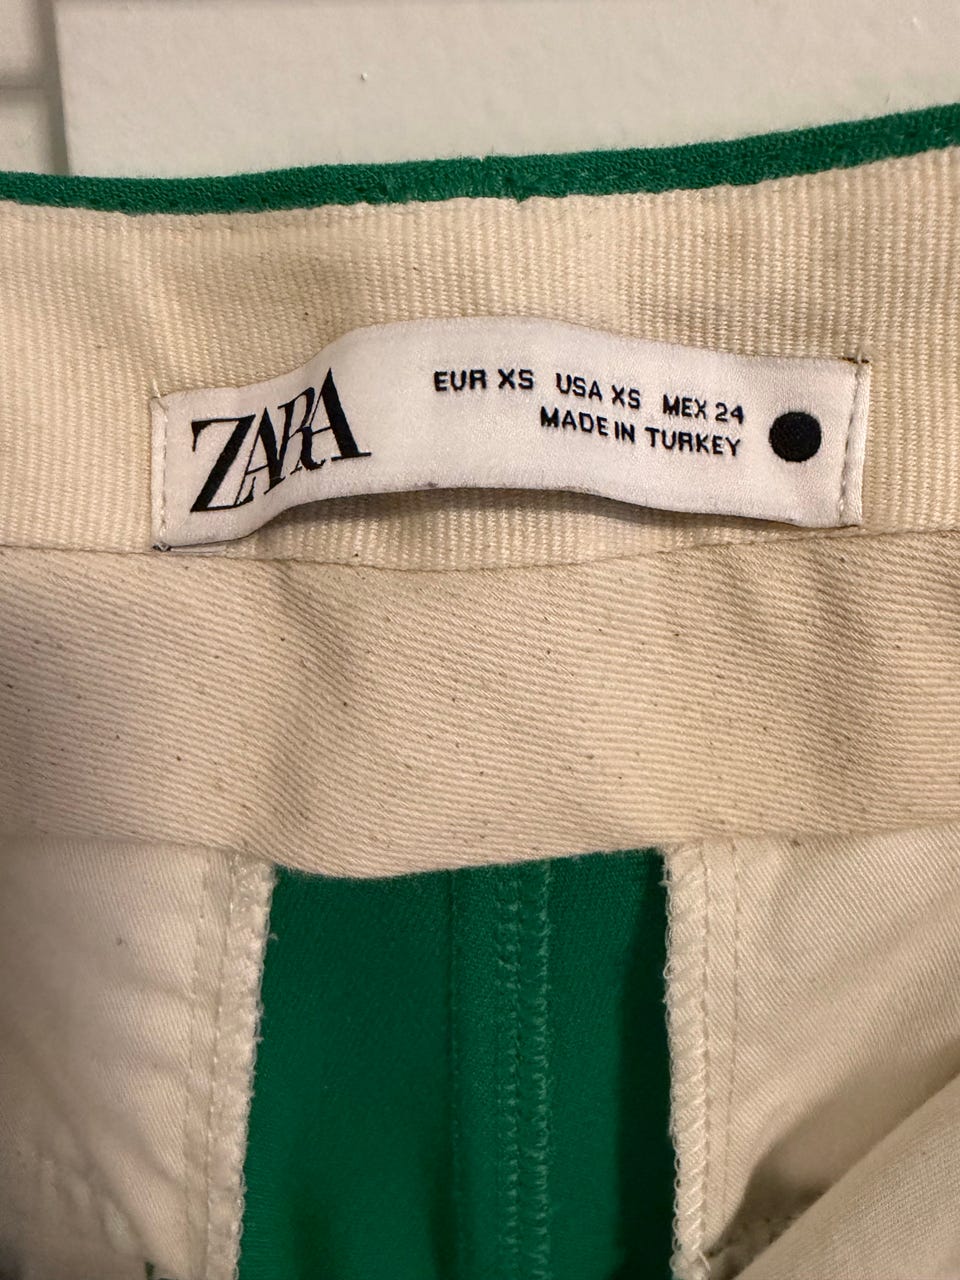 ZARA
EUR XS USA XS MEX 24
MADE IN TURKEY